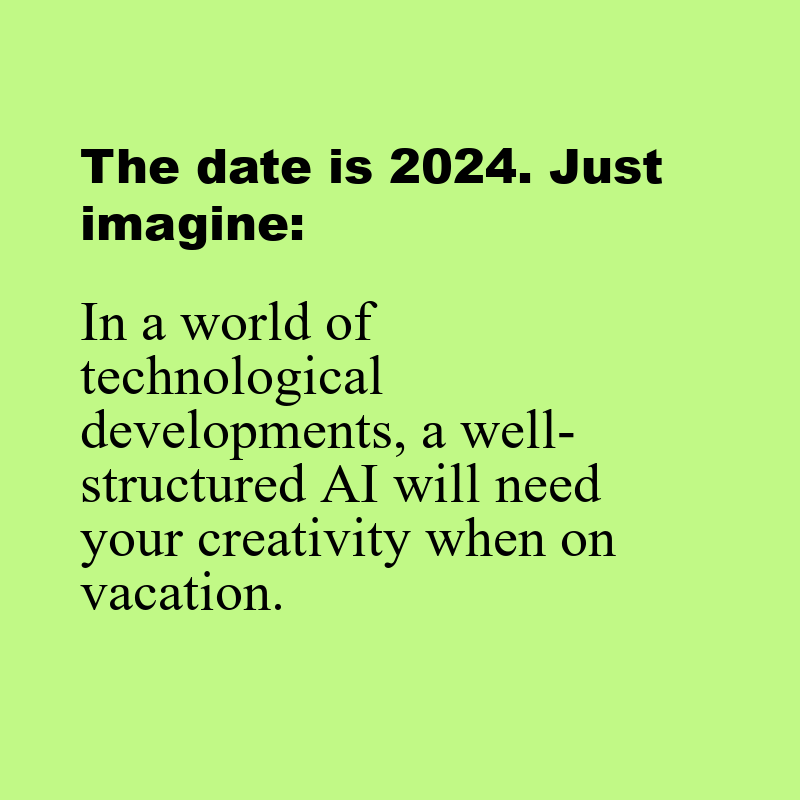 The date is 2024. Just
imagine:
In a world of
technological
developments, a well-
structured AI will need
your creativity when on
vacation.